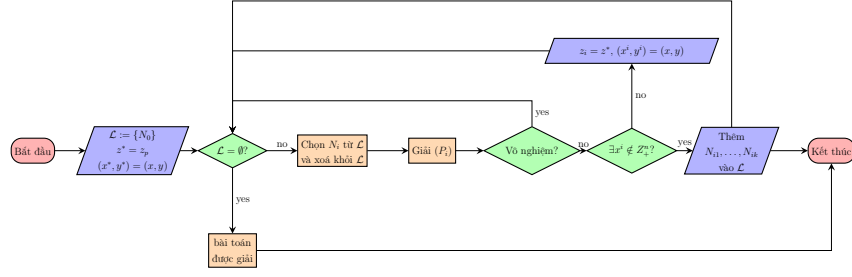 Bắt đầu
𝓛 := {N₀}
z* = zₚ
(x*, y*) = (x, y)
𝓛 = ∅?
no
Chọn Nᵢ từ 𝓛
và xoá khỏi 𝓛
Giải (Pᵢ)
Vô nghiệm?
yes
no
∃xⁱ ∉ Z₊ⁿ?
no
zᵢ = z*, (xⁱ, yⁱ) = (x, y)
yes
Thêm
Nᵢ₁, . . . , Nᵢₖ
vào 𝓛
Kết thúc
yes
bài toán
được giải